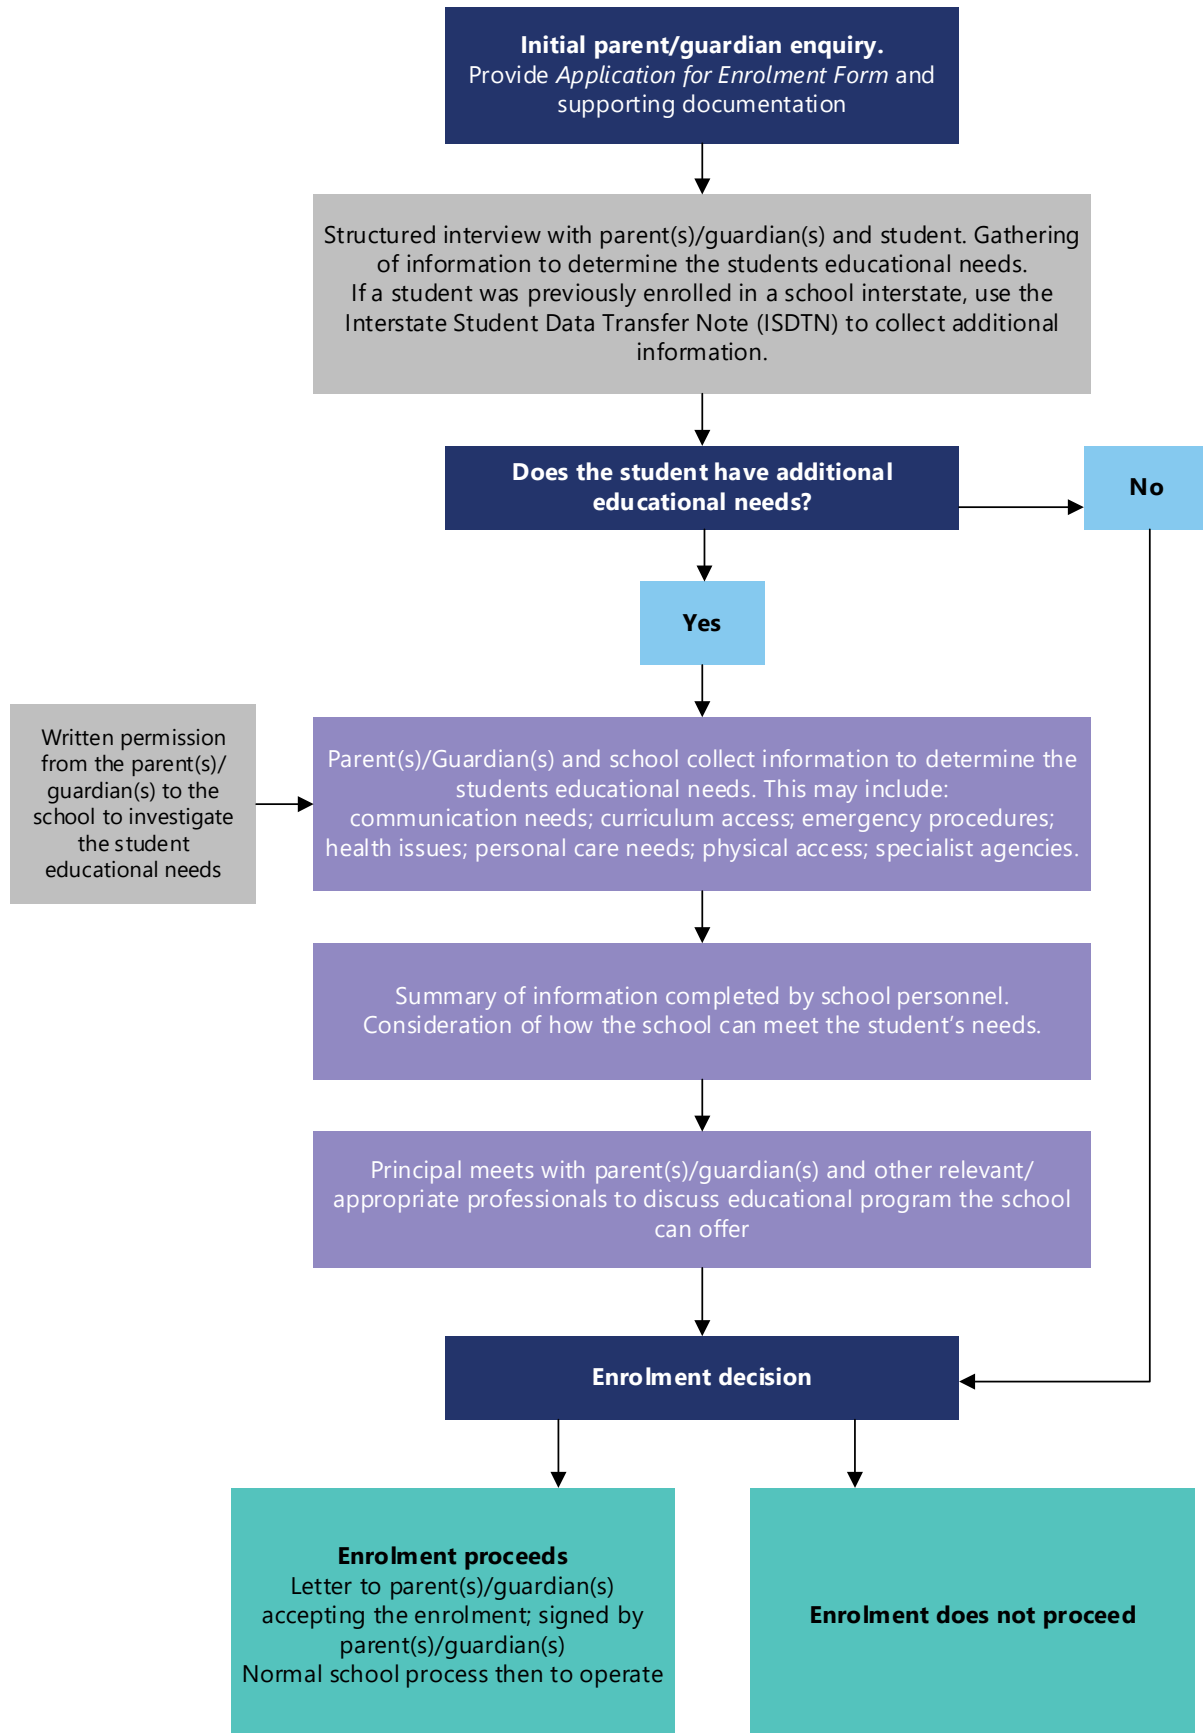 Initial parent/guardian enquiry.
Provide Application for Enrolment Form and
supporting documentation
Structured interview with parent(s)/guardian(s) and student. Gathering
of information to determine the students educational needs.
If a student was previously enrolled in a school interstate, use the
Interstate Student Data Transfer Note (ISDTN) to collect additional
information.
Does the student have additional
educational needs?
No
Yes
Written permission
from the parent(s)/
guardian(s) to the
school to investigate
the student
educational needs
Parent(s)/Guardian(s) and school collect information to determine the
students educational needs. This may include:
communication needs; curriculum access; emergency procedures;
health issues; personal care needs; physical access; specialist agencies.
Summary of information completed by school personnel.
Consideration of how the school can meet the student’s needs.
Principal meets with parent(s)/guardian(s) and other relevant/
appropriate professionals to discuss educational program the school
can offer
Enrolment decision
Enrolment proceeds
Letter to parent(s)/guardian(s)
accepting the enrolment; signed by
parent(s)/guardian(s)
Normal school process then to operate
Enrolment does not proceed